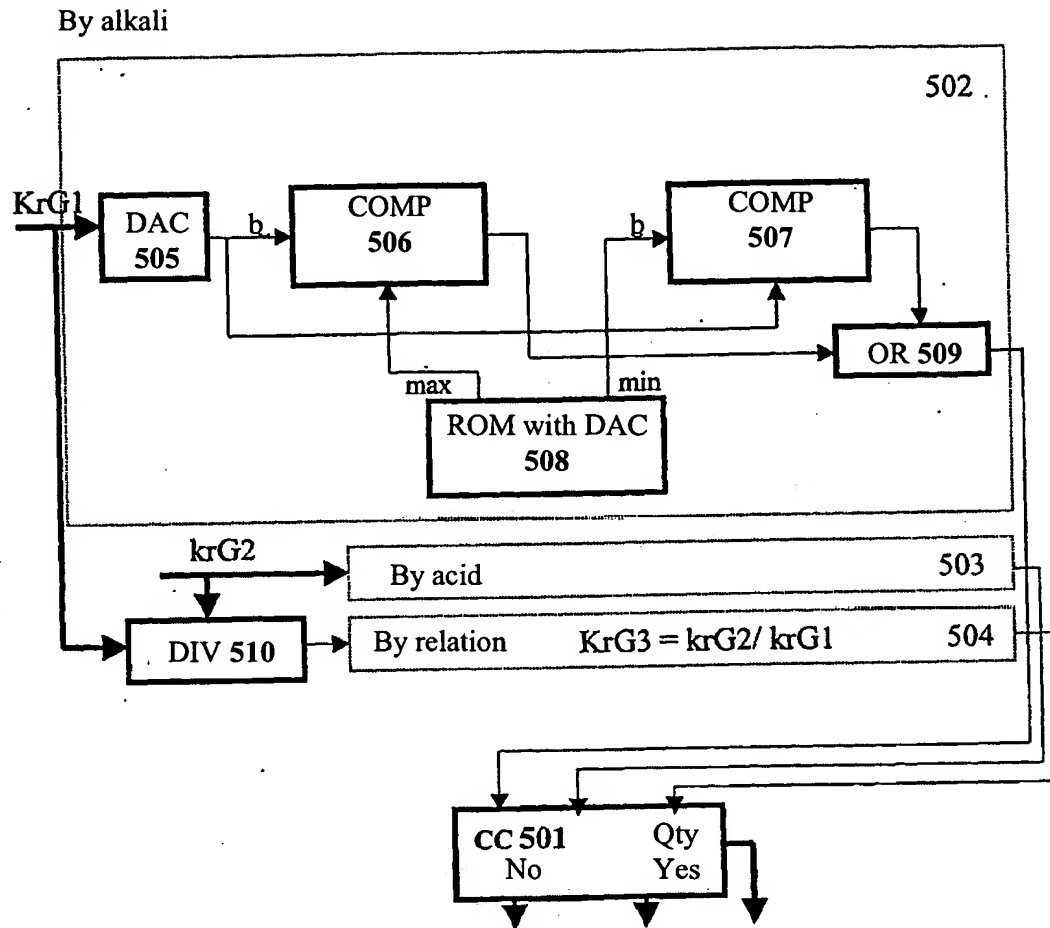 By alkali
502
KrG1
DAC
505
b
COMP
506
b
COMP
507
OR 509
max
min
ROM with DAC
508
krG2
By acid
503
DIV 510
By relation
KrG3 = krG2/ krG1
504
CC 501
Qty
No
Yes